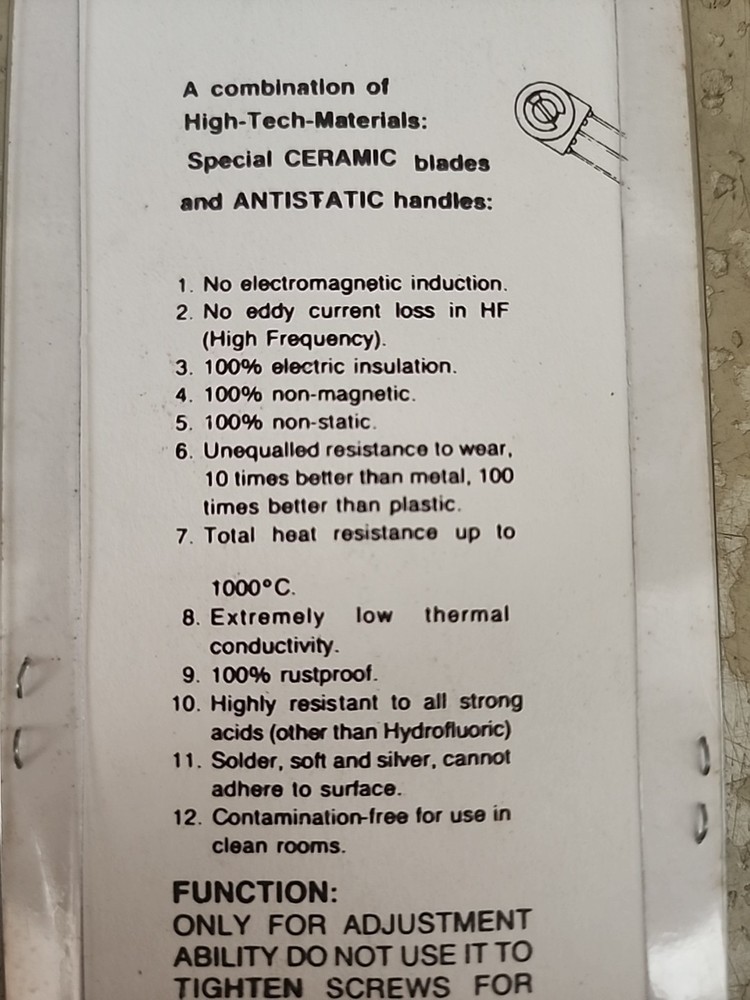 A combination of
High-Tech-Materials:
Special CERAMIC blades
and ANTISTATIC handles:
1. No electromagnetic induction.
2. No eddy current loss in HF
(High Frequency).
3. 100% electric insulation.
4. 100% non-magnetic.
5. 100% non-static.
6. Unequalled resistance to wear,
10 times better than metal, 100
times better than plastic.
7. Total heat resistance up to
1000°C.
8. Extremely low thermal
conductivity.
9. 100% rustproof.
10. Highly resistant to all strong
acids (other than Hydrofluoric)
11. Solder, soft and silver, cannot
adhere to surface.
12. Contamination-free for use in
clean rooms.
FUNCTION:
ONLY FOR ADJUSTMENT
ABILITY DO NOT USE IT TO
TIGHTEN SCREWS FOR